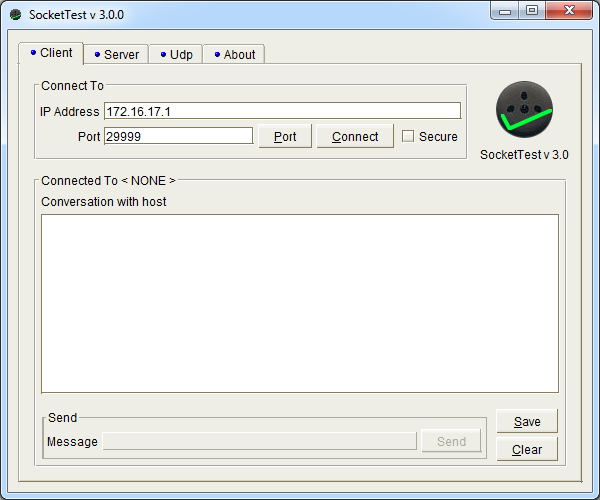 SocketTest v 3.0.0
Client Server Udp About
Connect To
IP Address 172.16.17.1
Port 29999 Port Connect Secure
SocketTest v 3.0
Connected To < NONE >
Conversation with host
Send
Message Send
Save
Clear